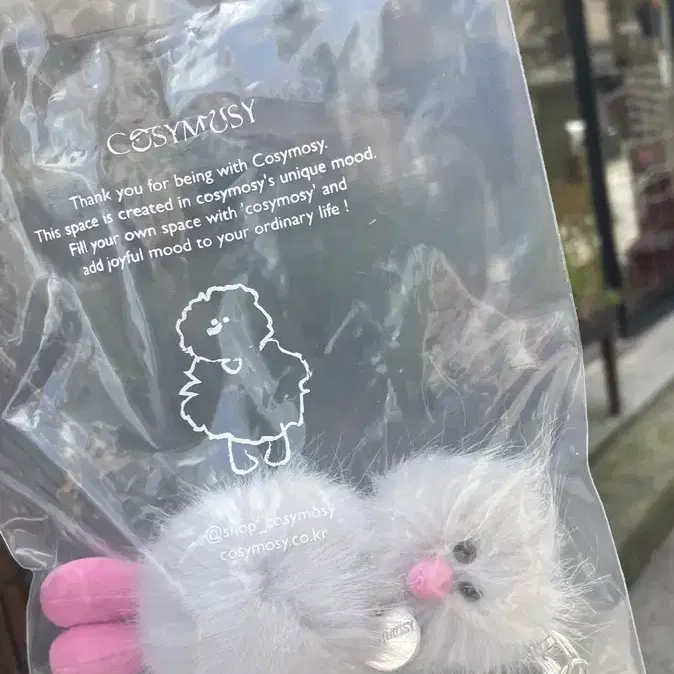 COSYMOSY
Thank you for being with Cosymosy.
This space is created in cosymosy's unique mood.
Fill your own space with 'cosymosy' and
add joyful mood to your ordinary life !
@shop_cosymosy
cosymosy.co.kr